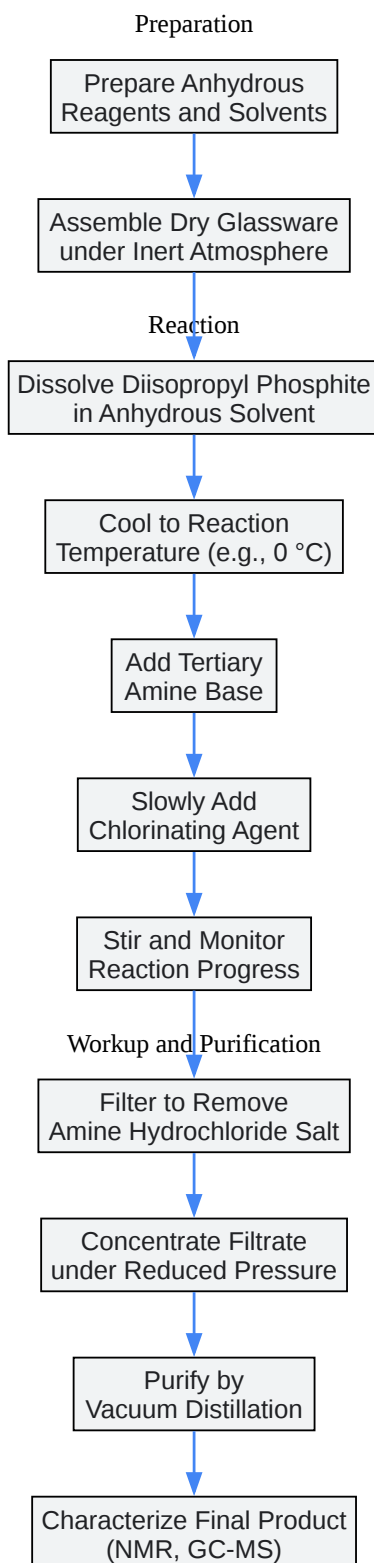 Preparation
Prepare Anhydrous
Reagents and Solvents
Assemble Dry Glassware
under Inert Atmosphere
Reaction
Dissolve Diisopropyl Phosphite
in Anhydrous Solvent
Cool to Reaction
Temperature (e.g., 0 °C)
Add Tertiary
Amine Base
Slowly Add
Chlorinating Agent
Stir and Monitor
Reaction Progress
Workup and Purification
Filter to Remove
Amine Hydrochloride Salt
Concentrate Filtrate
under Reduced Pressure
Purify by
Vacuum Distillation
Characterize Final Product
(NMR, GC-MS)